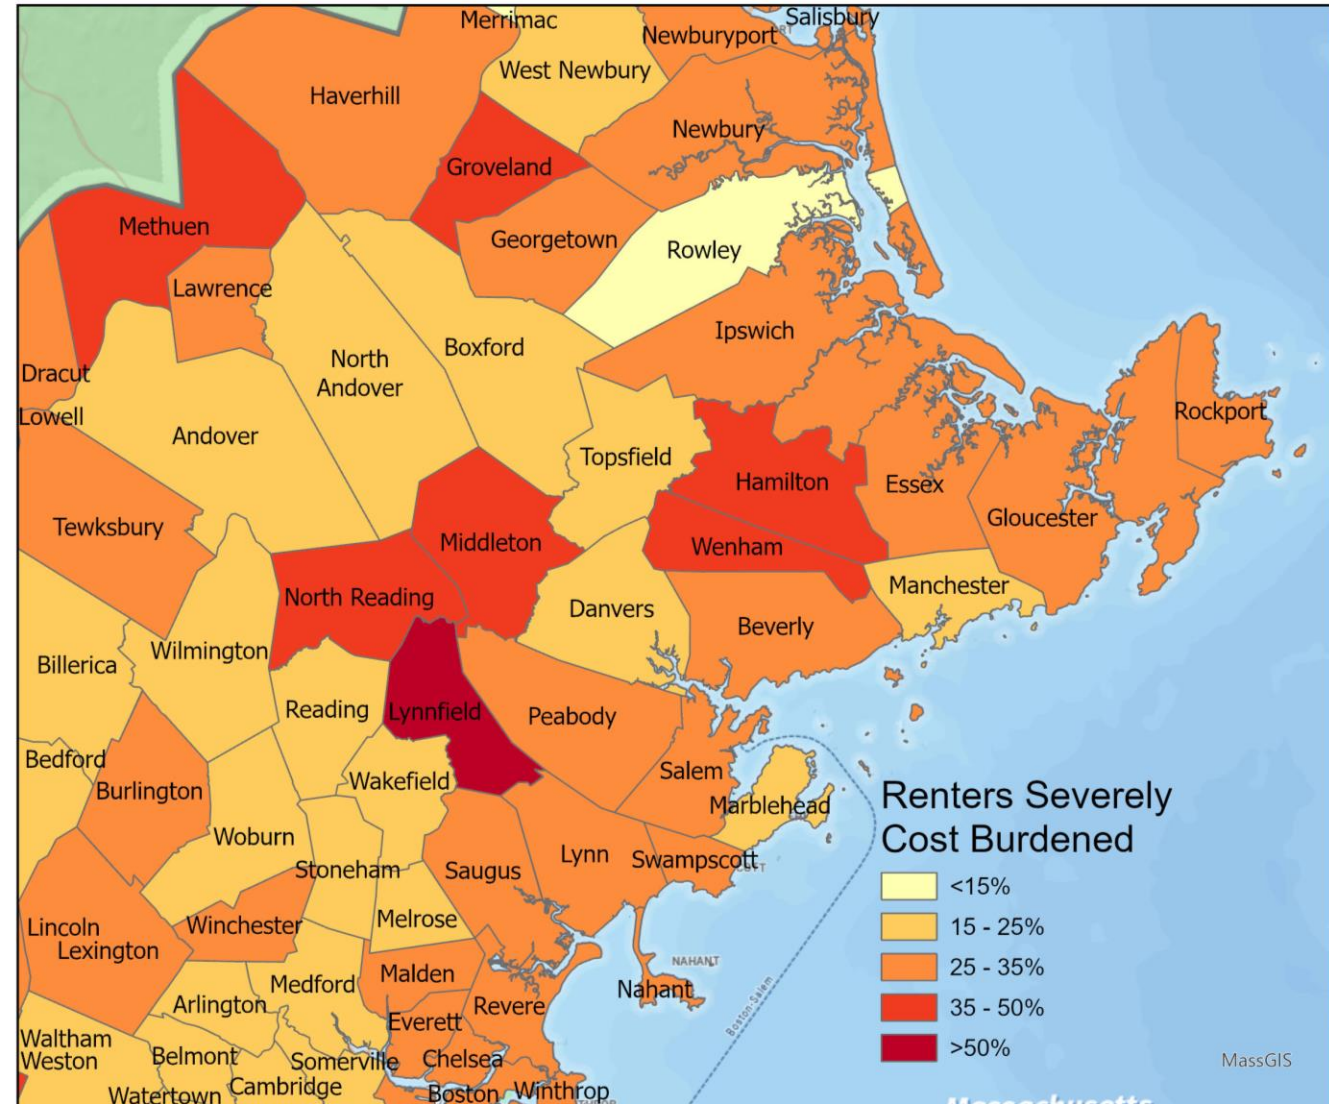 Merrimac
Salisbury
Newburyport
West Newbury
Haverhill
Newbury
Groveland
Methuen
Georgetown
Rowley
Lawrence
Ipswich
Boxford
North
Andover
Dracut
Lowell
Andover
Rockport
Topsfield
Hamilton
Essex
Gloucester
Tewksbury
Middleton
Wenham
Manchester
North Reading
Danvers
Beverly
Wilmington
Billerica
Reading
Lynnfield
Peabody
Bedford
Burlington
Wakefield
Salem
Marblehead
Woburn
Stoneham
Saugus
Lynn
Swampscott
Winchester
Melrose
Lincoln
Lexington
Malden
Medford
Arlington
Revere
Everett
NAHANT
Nahant
Boston-Salem
Waltham
Weston
Belmont
Somerville
Chelsea
Watertown
Cambridge
Boston
Winthrop
Renters Severely
Cost Burdened
<15%
15 - 25%
25 - 35%
35 - 50%
>50%
MassGIS
Massachusetts